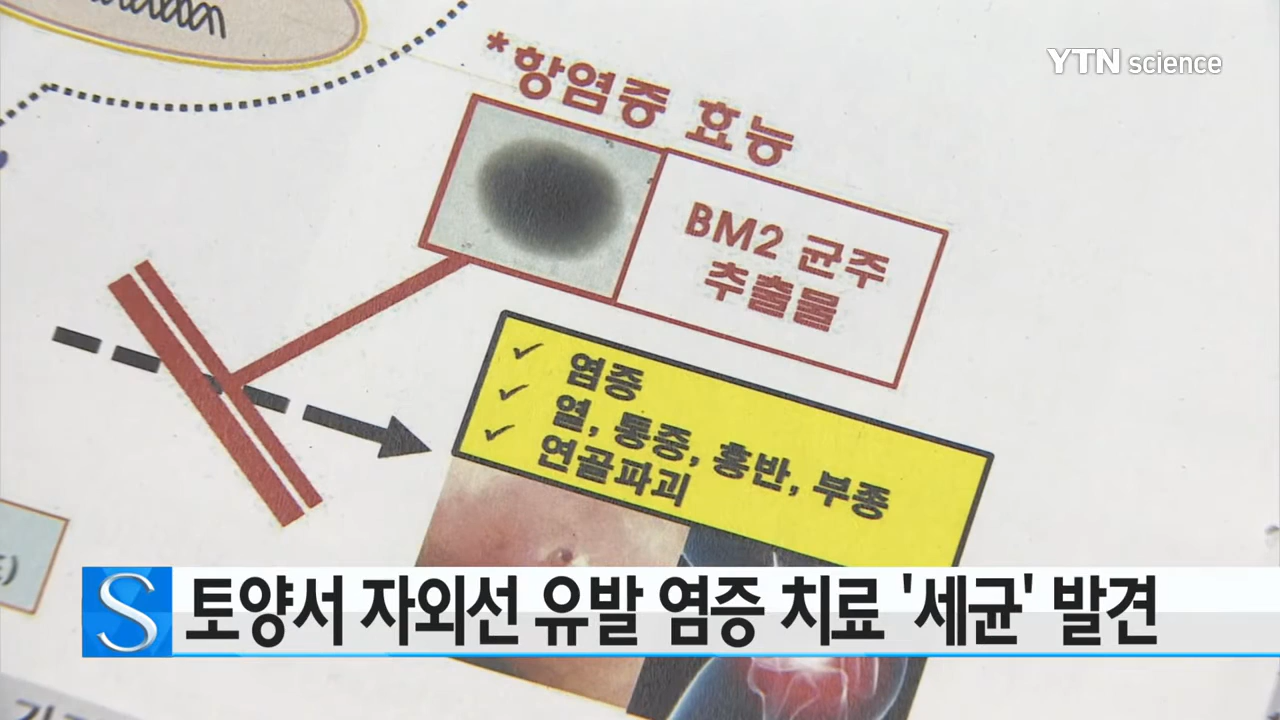 YTN science
*항염증 효능
BM2 균주
추출물
✓ 염증
✓ 열, 통증, 홍반, 부종
✓ 연골파괴
S 토양서 자외선 유발 염증 치료 '세균' 발견